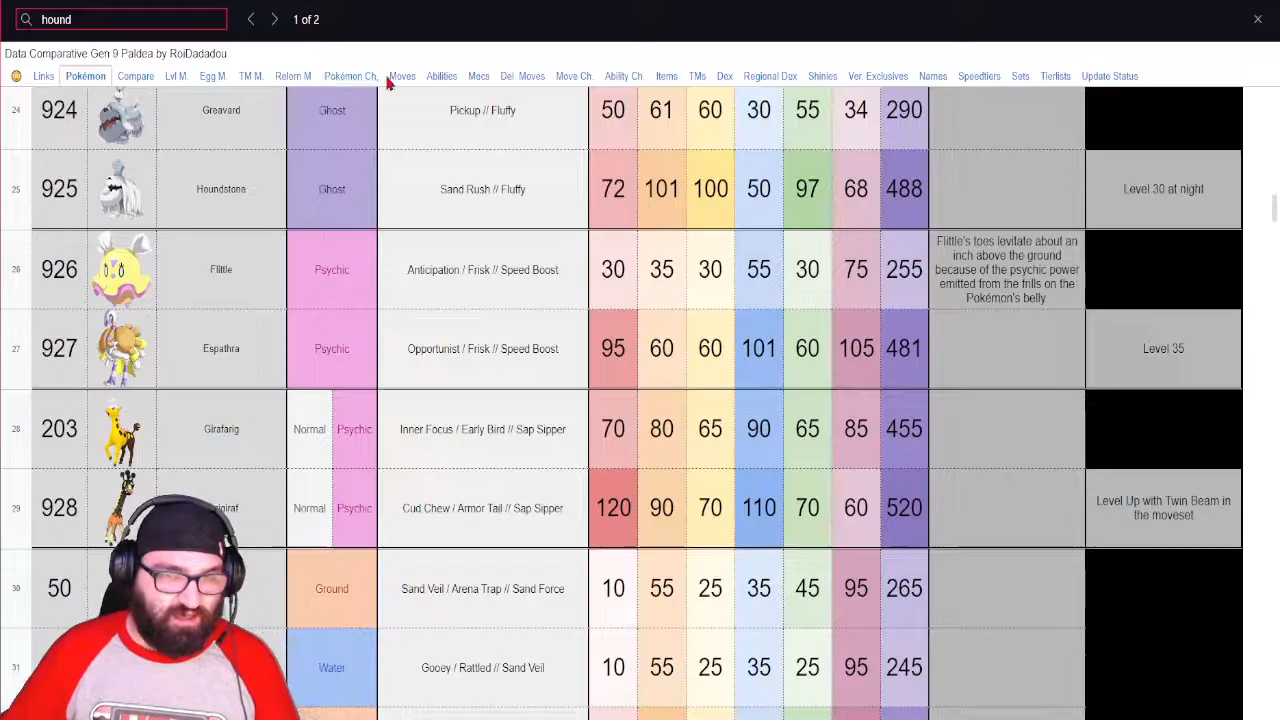 hound
1 of 2
Data Comparative Gen 9 Paldea by RoiDadadou
Links Pokémon Compare Lvl M. Egg M. TM M. Relern M Pokémon Ch. Moves Abilities Mecs Del. Moves Move Ch. Ability Ch. Items TMs Dex Regional Dex Shinies Ver. Exclusives Names Speedtiers Sets Tierlists Update Status
24 924 Greavard Ghost Pickup // Fluffy 50 61 60 30 55 34 290
25 925 Houndstone Ghost Sand Rush // Fluffy 72 101 100 50 97 68 488 Level 30 at night
26 926 Flittle Psychic Anticipation / Frisk / Speed Boost 30 35 30 55 30 75 255
Flittle's toes levitate about an
inch above the ground
because of the psychic power
emitted from the frills on the
Pokémon's belly
27 927 Espathra Psychic Opportunist / Frisk / Speed Boost 95 60 60 101 60 105 481 Level 35
28 203 Girafarig Normal Psychic Inner Focus / Early Bird / Sap Sipper 70 80 65 90 65 85 455
29 928 Normal Psychic Cud Chew / Armor Tail // Sap Sipper 120 90 70 110 70 60 520
Level Up with Twin Beam in
the moveset
30 50 Ground Sand Veil / Arena Trap // Sand Force 10 55 25 35 45 95 265
31 Water Gooey / Rattled // Sand Veil 10 55 25 35 25 95 245